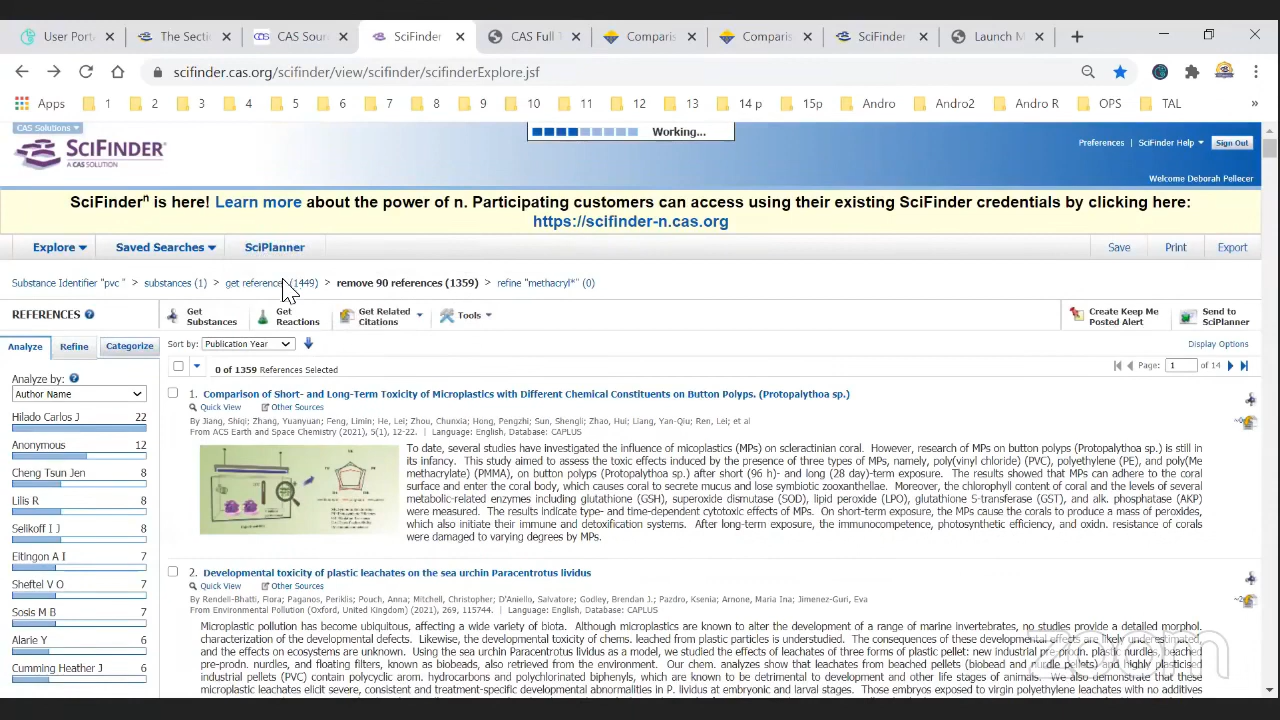 User Port
The Section
CAS Sour
SciFinder
CAS Full T
Comparis
Comparis
SciFinder
Launch M
scifinder.cas.org/scifinder/view/scifinder/scifinderExplore.jsf
Apps 1 2 3 4 5 6 7 8 9 10 11 12 13 14 p 15p Andro Andro2 Andro R OPS TAL »
CAS Solutions
Working...
SCIFINDER
A CAS SOLUTION
Preferences | SciFinder Help Sign Out
Welcome Deborah Pellecer
SciFinderⁿ is here! Learn more about the power of n. Participating customers can access using their existing SciFinder credentials by clicking here:
https://scifinder-n.cas.org
Explore Saved Searches SciPlanner Save Print Export
Substance Identifier "pvc " > substances (1) > get references (1449) > remove 90 references (1359) > refine "methacryl*" (0)
REFERENCES
Get Substances
Get Reactions
Get Related Citations
Tools
Create Keep Me Posted Alert
Send to SciPlanner
Analyze Refine Categorize
Sort by: Publication Year
Display Options
0 of 1359 References Selected
Page: 1 of 14
Analyze by:
Author Name
Hilado Carlos J 22
Anonymous 12
Cheng Tsun Jen 8
Lilis R 8
Selikoff I J 8
Eitingon A I 7
Sheftel V O 7
Sosis M B 7
Alarie Y 6
Cumming Heather J 6
1. Comparison of Short- and Long-Term Toxicity of Microplastics with Different Chemical Constituents on Button Polyps. (Protopalythoa sp.)
Quick View Other Sources
By Jiang, Shiqi; Zhang, Yuanyuan; Feng, Limin; He, Lei; Zhou, Chunxia; Hong, Pengzhi; Sun, Shengli; Zhao, Hui; Liang, Yan-Qiu; Ren, Lei; et al
From ACS Earth and Space Chemistry (2021), 5(1), 12-22. | Language: English, Database: CAPLUS
To date, several studies have investigated the influence of micoplastics (MPs) on scleractinian coral. However, research of MPs on button polyps (Protopalythoa sp.) is still in
its infancy. This study aimed to assess the toxic effects induced by the presence of three types of MPs, namely, poly(vinyl chloride) (PVC), polyethylene (PE), and poly(Me
methacrylate) (PMMA), on button polyps (Protopalythoa sp.) after short (96 h)- and long (28 day)-term exposure. The results showed that MPs can adhere to the coral
surface and enter the coral body, which causes coral to secrete mucus and lose symbiotic zooxanthellae. Moreover, the chlorophyll content of coral and the levels of several
metabolic-related enzymes including glutathione (GSH), superoxide dismutase (SOD), lipid peroxide (LPO), glutathione S-transferase (GST), and alk. phosphatase (AKP)
were measured. The results indicate type- and time-dependent cytotoxic effects of MPs. On short-term exposure, the MPs cause the corals to produce a mass of peroxides,
which also initiate their immune and detoxification systems. After long-term exposure, the immunocompetence, photosynthetic efficiency, and oxidn. resistance of corals
were damaged to varying degrees by MPs.
2. Developmental toxicity of plastic leachates on the sea urchin Paracentrotus lividus
Quick View Other Sources
By Rendell-Bhatti, Flora; Paganos, Periklis; Pouch, Anna; Mitchell, Christopher; D'Aniello, Salvatore; Godley, Brendan J.; Pazdro, Ksenia; Arnone, Maria Ina; Jimenez-Guri, Eva
From Environmental Pollution (Oxford, United Kingdom) (2021), 269, 115744. | Language: English, Database: CAPLUS
Microplastic pollution has become ubiquitous, affecting a wide variety of biota. Although microplastics are known to alter the development of a range of marine invertebrates, no studies provide a detailed morphol.
characterization of the developmental defects. Likewise, the developmental toxicity of chems. leached from plastic particles is understudied. The consequences of these developmental effects are likely underestimated,
and the effects on ecosystems are unknown. Using the sea urchin Paracentrotus lividus as a model, we studied the effects of leachates of three forms of plastic pellet: new industrial pre-prodn. plastic nurdles, beached
pre-prodn. nurdles, and floating filters, known as biobeads, also retrieved from the environment. Our chem. analyses show that leachates from beached pellets (biobead and nurdle pellets) and highly plasticised
industrial pellets (PVC) contain polycyclic arom. hydrocarbons and polychlorinated biphenyls, which are known to be detrimental to development and other life stages of animals. We also demonstrate that these
microplastic leachates elicit severe, consistent and treatment-specific developmental abnormalities in P. lividus at embryonic and larval stages. Those embryos exposed to virgin polyethylene leachates with no additives
zoom